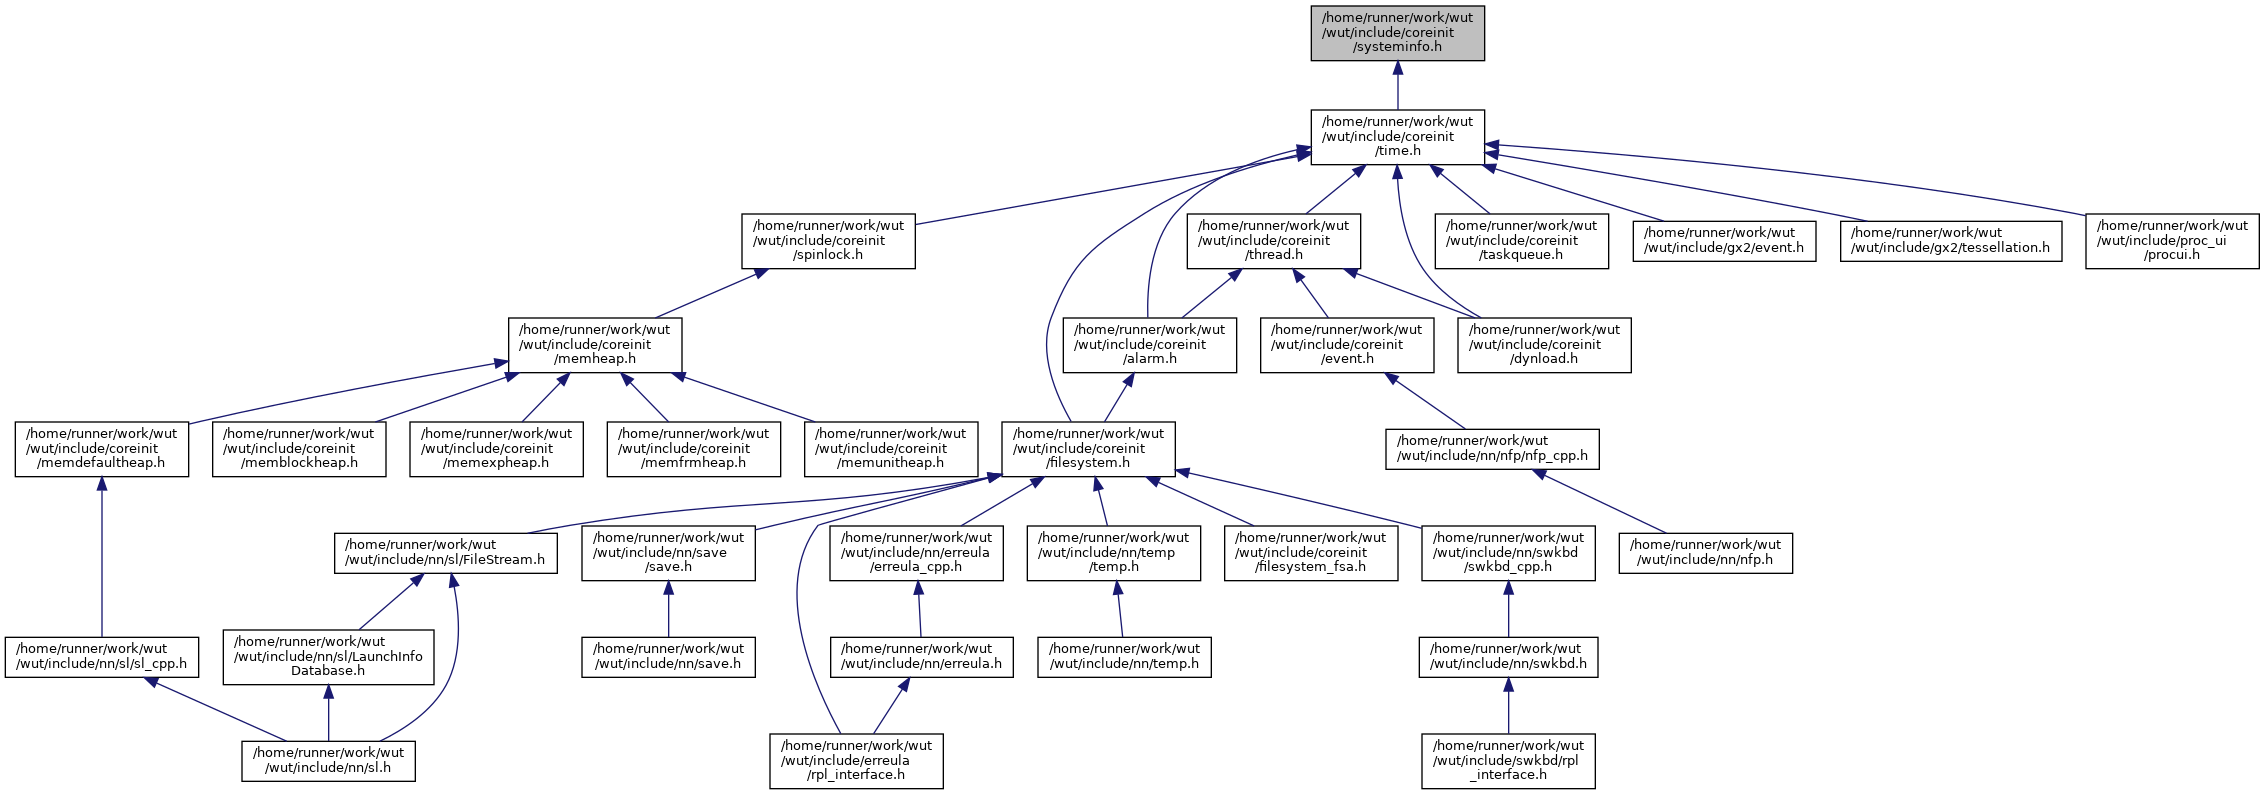 /home/runner/work/wut
/wut/include/coreinit
/systeminfo.h
/home/runner/work/wut
/wut/include/coreinit
/time.h
/home/runner/work/wut
/wut/include/coreinit
/spinlock.h
/home/runner/work/wut
/wut/include/coreinit
/thread.h
/home/runner/work/wut
/wut/include/coreinit
/taskqueue.h
/home/runner/work/wut
/wut/include/gx2/event.h
/home/runner/work/wut
/wut/include/gx2/tessellation.h
/home/runner/work/wut
/wut/include/proc_ui
/procui.h
/home/runner/work/wut
/wut/include/coreinit
/memheap.h
/home/runner/work/wut
/wut/include/coreinit
/alarm.h
/home/runner/work/wut
/wut/include/coreinit
/event.h
/home/runner/work/wut
/wut/include/coreinit
/dynload.h
/home/runner/work/wut
/wut/include/coreinit
/memdefaultheap.h
/home/runner/work/wut
/wut/include/coreinit
/memblockheap.h
/home/runner/work/wut
/wut/include/coreinit
/memexpheap.h
/home/runner/work/wut
/wut/include/coreinit
/memfrmheap.h
/home/runner/work/wut
/wut/include/coreinit
/memunitheap.h
/home/runner/work/wut
/wut/include/coreinit
/filesystem.h
/home/runner/work/wut
/wut/include/nn/nfp/nfp_cpp.h
/home/runner/work/wut
/wut/include/nn/sl/FileStream.h
/home/runner/work/wut
/wut/include/nn/save
/save.h
/home/runner/work/wut
/wut/include/nn/erreula
/erreula_cpp.h
/home/runner/work/wut
/wut/include/nn/temp
/temp.h
/home/runner/work/wut
/wut/include/coreinit
/filesystem_fsa.h
/home/runner/work/wut
/wut/include/nn/swkbd
/swkbd_cpp.h
/home/runner/work/wut
/wut/include/nn/nfp.h
/home/runner/work/wut
/wut/include/nn/sl/sl_cpp.h
/home/runner/work/wut
/wut/include/nn/sl/LaunchInfo
Database.h
/home/runner/work/wut
/wut/include/nn/save.h
/home/runner/work/wut
/wut/include/nn/erreula.h
/home/runner/work/wut
/wut/include/nn/temp.h
/home/runner/work/wut
/wut/include/nn/swkbd.h
/home/runner/work/wut
/wut/include/nn/sl.h
/home/runner/work/wut
/wut/include/erreula
/rpl_interface.h
/home/runner/work/wut
/wut/include/swkbd/rpl
_interface.h